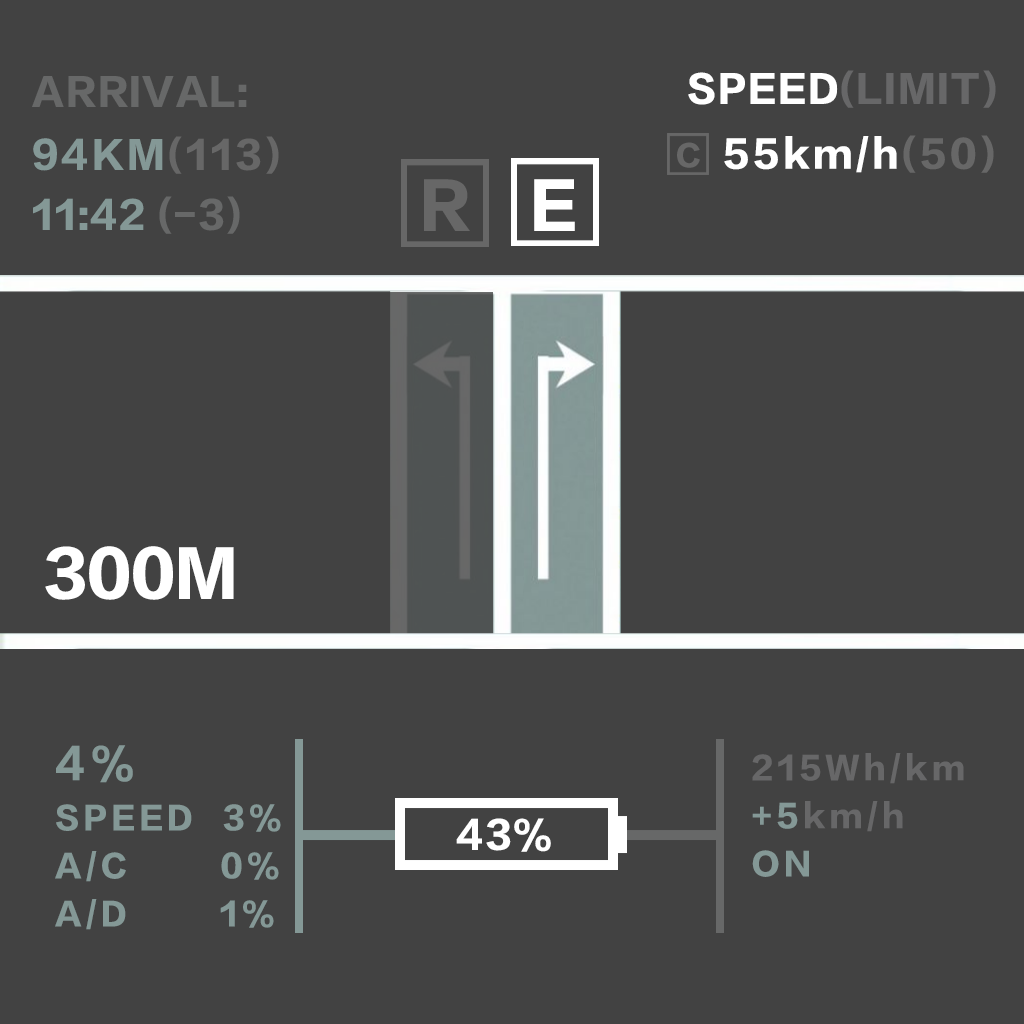 ARRIVAL:
94KM(113)
11:42 (−3)
SPEED(LIMIT)
C 55km/h(50)
R E
300M
4%
SPEED 3%
A/C 0%
A/D 1%
43%
215Wh/km
+5km/h
ON